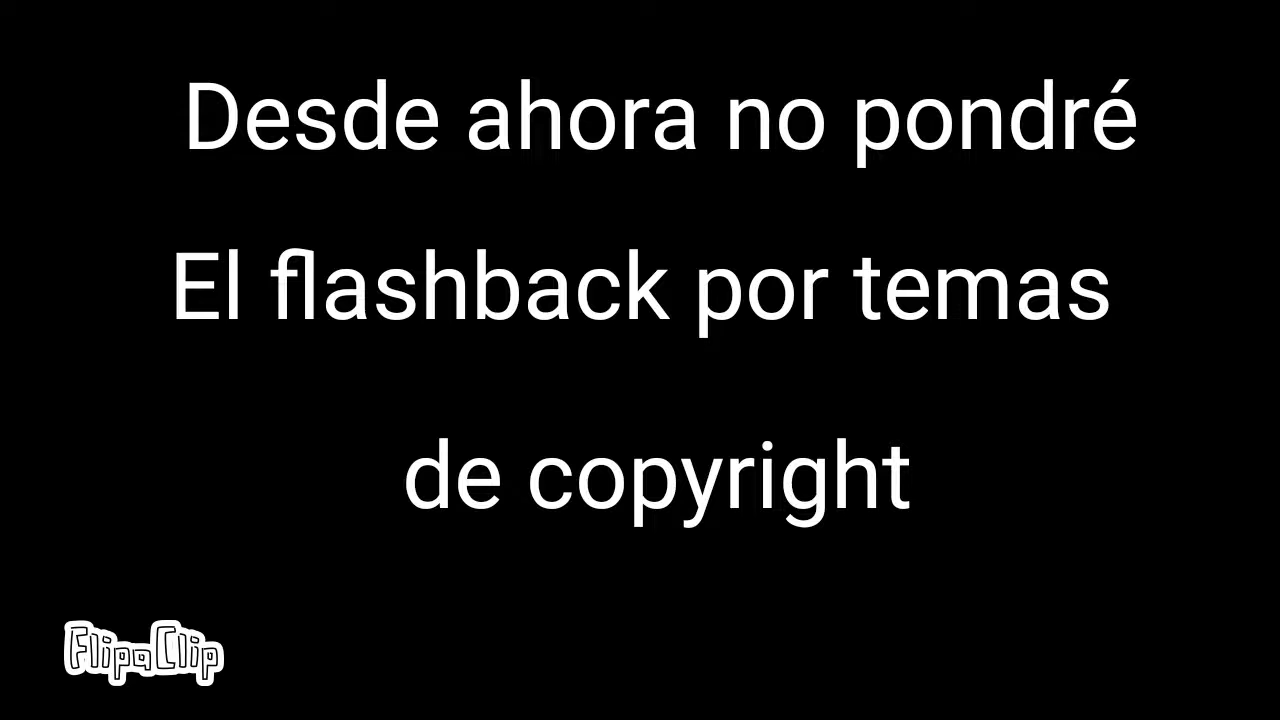 Desde ahora no pondré
El flashback por temas
de copyright
FlipaClip